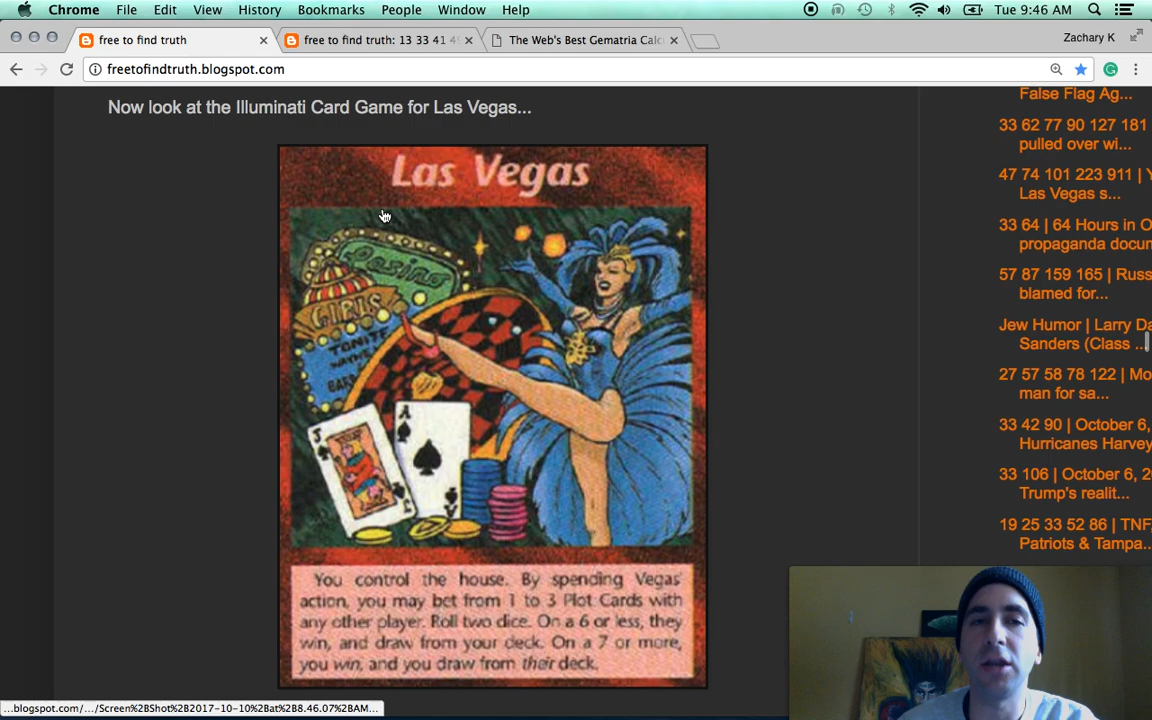 Chrome File Edit View History Bookmarks People Window Help Tue 9:46 AM
free to find truth
free to find truth: 13 33 41 4
The Web's Best Gematria Calc
Zachary K
freetofindtruth.blogspot.com
Now look at the Illuminati Card Game for Las Vegas...
Las Vegas
Casino
GIRLS
TONITE
WAYNE
J
A
A
You control the house. By spending Vegas'
action, you may bet from 1 to 3 Plot Cards with
any other player. Roll two dice. On a 6 or less, they
win, and draw from your deck. On a 7 or more,
you win, and you draw from their deck.
False Flag Ag...
33 62 77 90 127 181
pulled over wi...
47 74 101 223 911 | Y
Las Vegas s...
33 64 | 64 Hours in O
propaganda docum
57 87 159 165 | Russ
blamed for...
Jew Humor | Larry Da
Sanders (Class ...
27 57 58 78 122 | Mo
man for sa...
33 42 90 | October 6,
Hurricanes Harvey
33 106 | October 6, 2
Trump's realit...
19 25 33 52 86 | TNF,
Patriots & Tampa...
..blogspot.com/.../Screen%2BShot%2B2017-10-10%2Bat%2B8.46.07%2BAM...